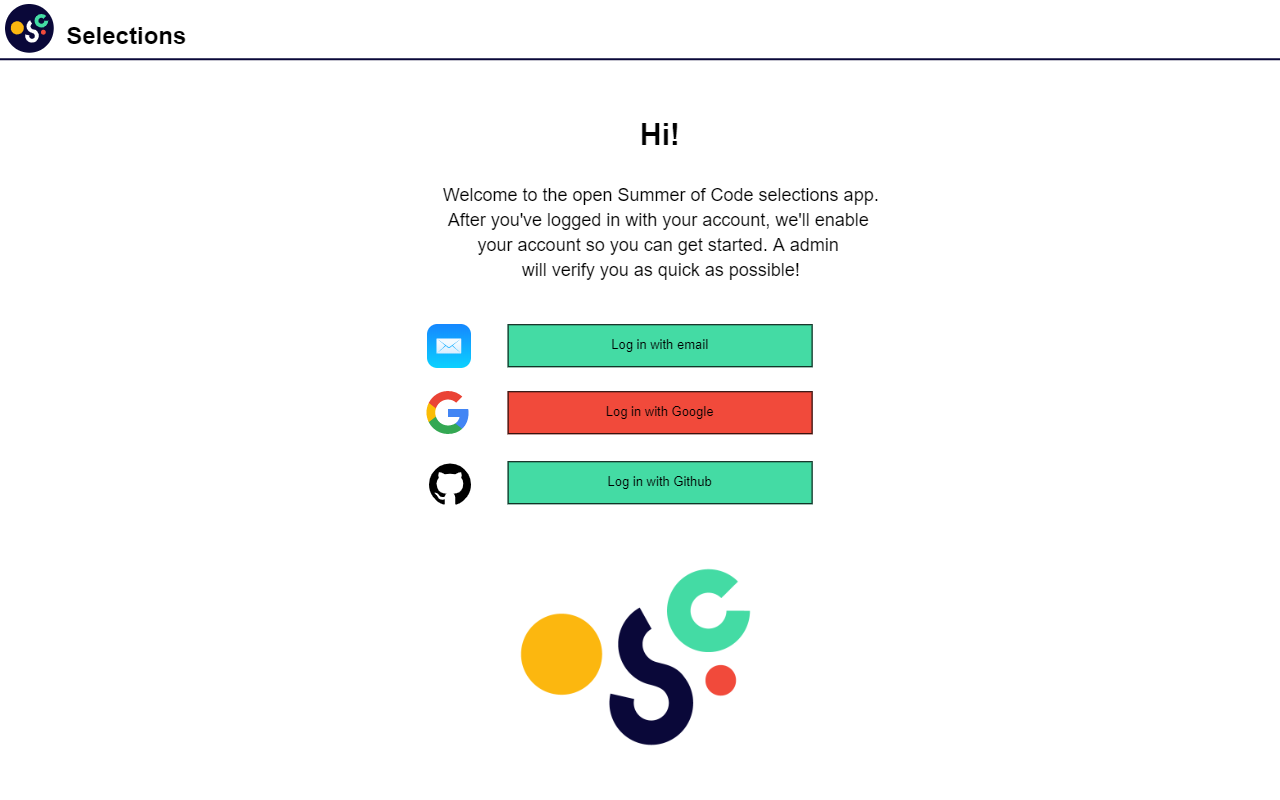 Selections
Hi!
Welcome to the open Summer of Code selections app.
After you've logged in with your account, we'll enable
your account so you can get started. A admin
will verify you as quick as possible!
Log in with email
Log in with Google
Log in with Github